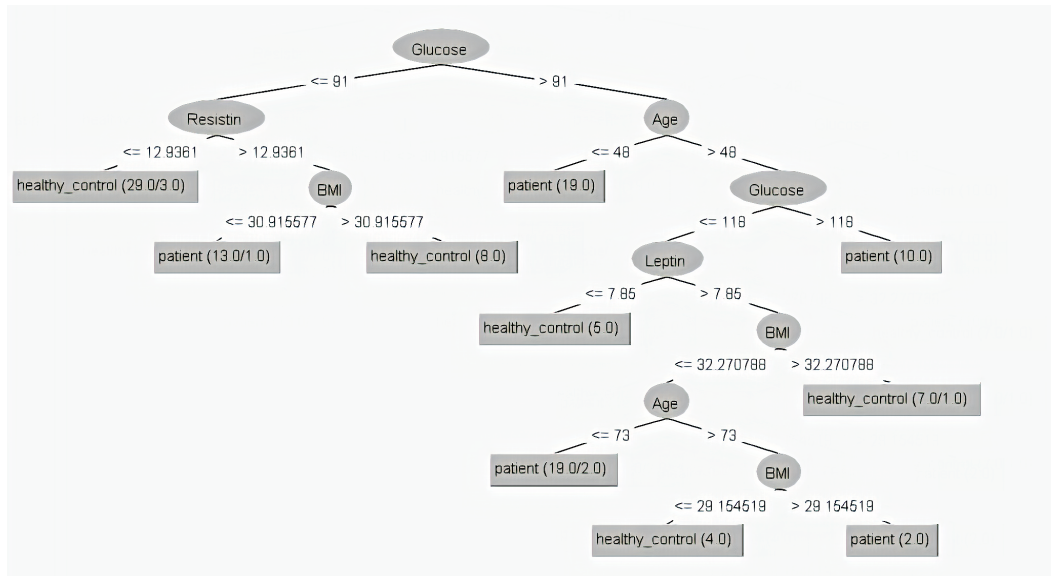 Glucose
<= 91 > 91
Resistin Age
<= 12.9361 > 12.9361 <= 48 > 48
healthy_control (29.0/3.0) BMI patient (19.0) Glucose
<= 30.915577 > 30.915577 <= 118 > 118
patient (13.0/1.0) healthy_control (8.0) Leptin patient (10.0)
<= 7.85 > 7.85
healthy_control (5.0) BMI
<= 32.270788 > 32.270788
Age healthy_control (7.0/1.0)
<= 73 > 73
patient (19.0/2.0) BMI
<= 29.154519 > 29.154519
healthy_control (4.0) patient (2.0)